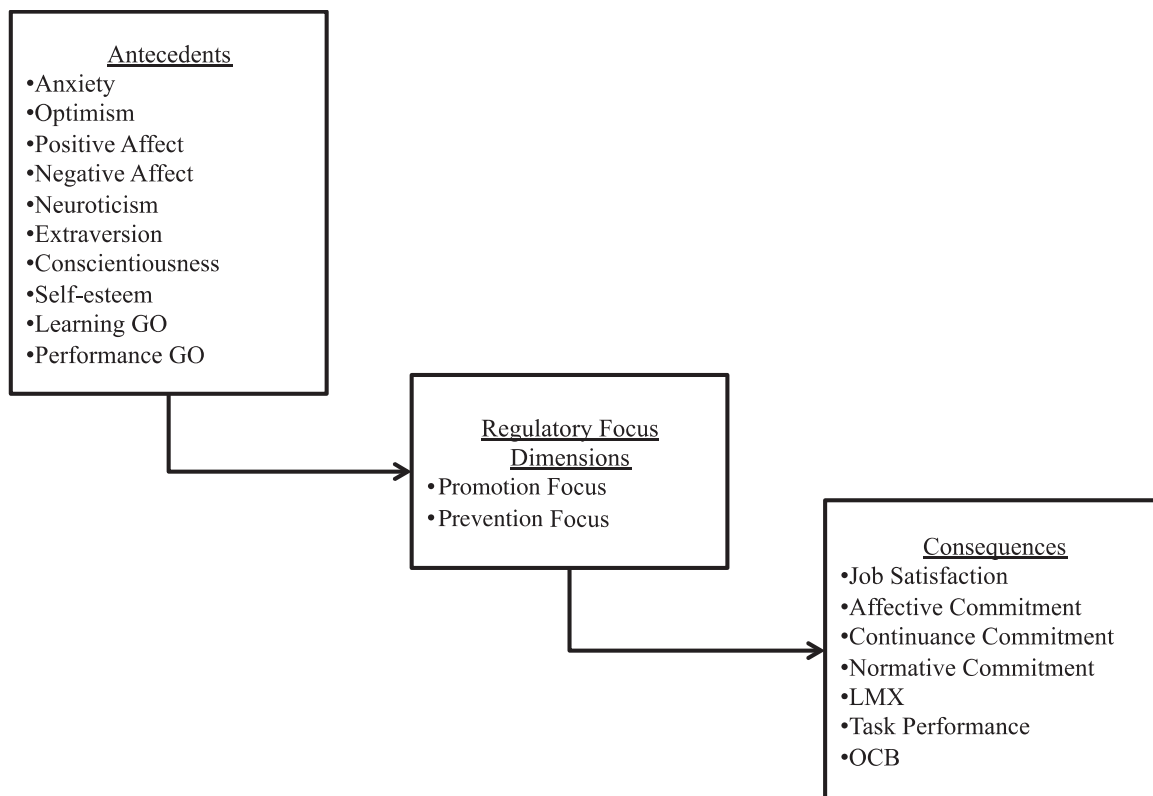 Antecedents
•Anxiety
•Optimism
•Positive Affect
•Negative Affect
•Neuroticism
•Extraversion
•Conscientiousness
•Self-esteem
•Learning GO
•Performance GO
Regulatory Focus
Dimensions
•Promotion Focus
•Prevention Focus
Consequences
•Job Satisfaction
•Affective Commitment
•Continuance Commitment
•Normative Commitment
•LMX
•Task Performance
•OCB